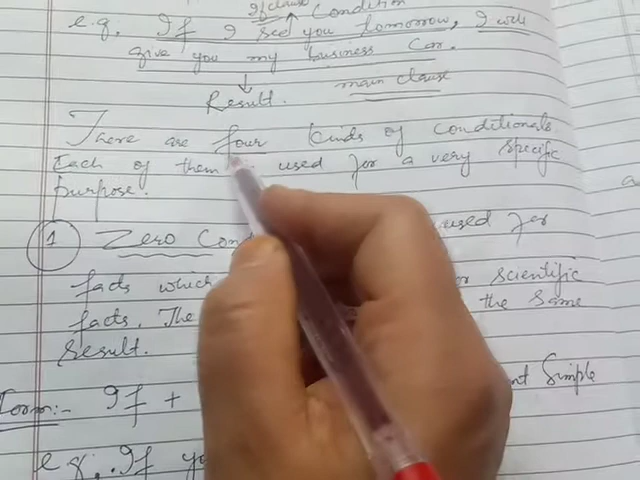 If clause Condition
e.g. If I see you tomorrow, I will
give you my business Car.
main clause
Result.
There are four kinds of conditionals.
Each of them used for a very specific
purpose.
1 Zero used for
facts which scientific
facts. The the same
result.
Form:- If + Simple
e.g. If